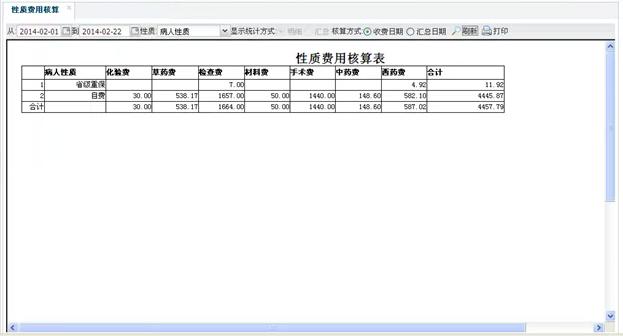 性质费用核算
从: 2014-02-01 到 2014-02-22 性质: 病人性质 显示统计方式: 明细 汇总 核算方式: 收费日期 汇总日期 刷新 打印
性质费用核算表
病人性质 化验费 草药费 检查费 材料费 手术费 中药费 西药费 合计
1 省级重保 7.00 4.92 11.92
2 自费 30.00 538.17 1657.00 50.00 1440.00 148.60 582.10 4445.87
合计 30.00 538.17 1664.00 50.00 1440.00 148.60 587.02 4457.79